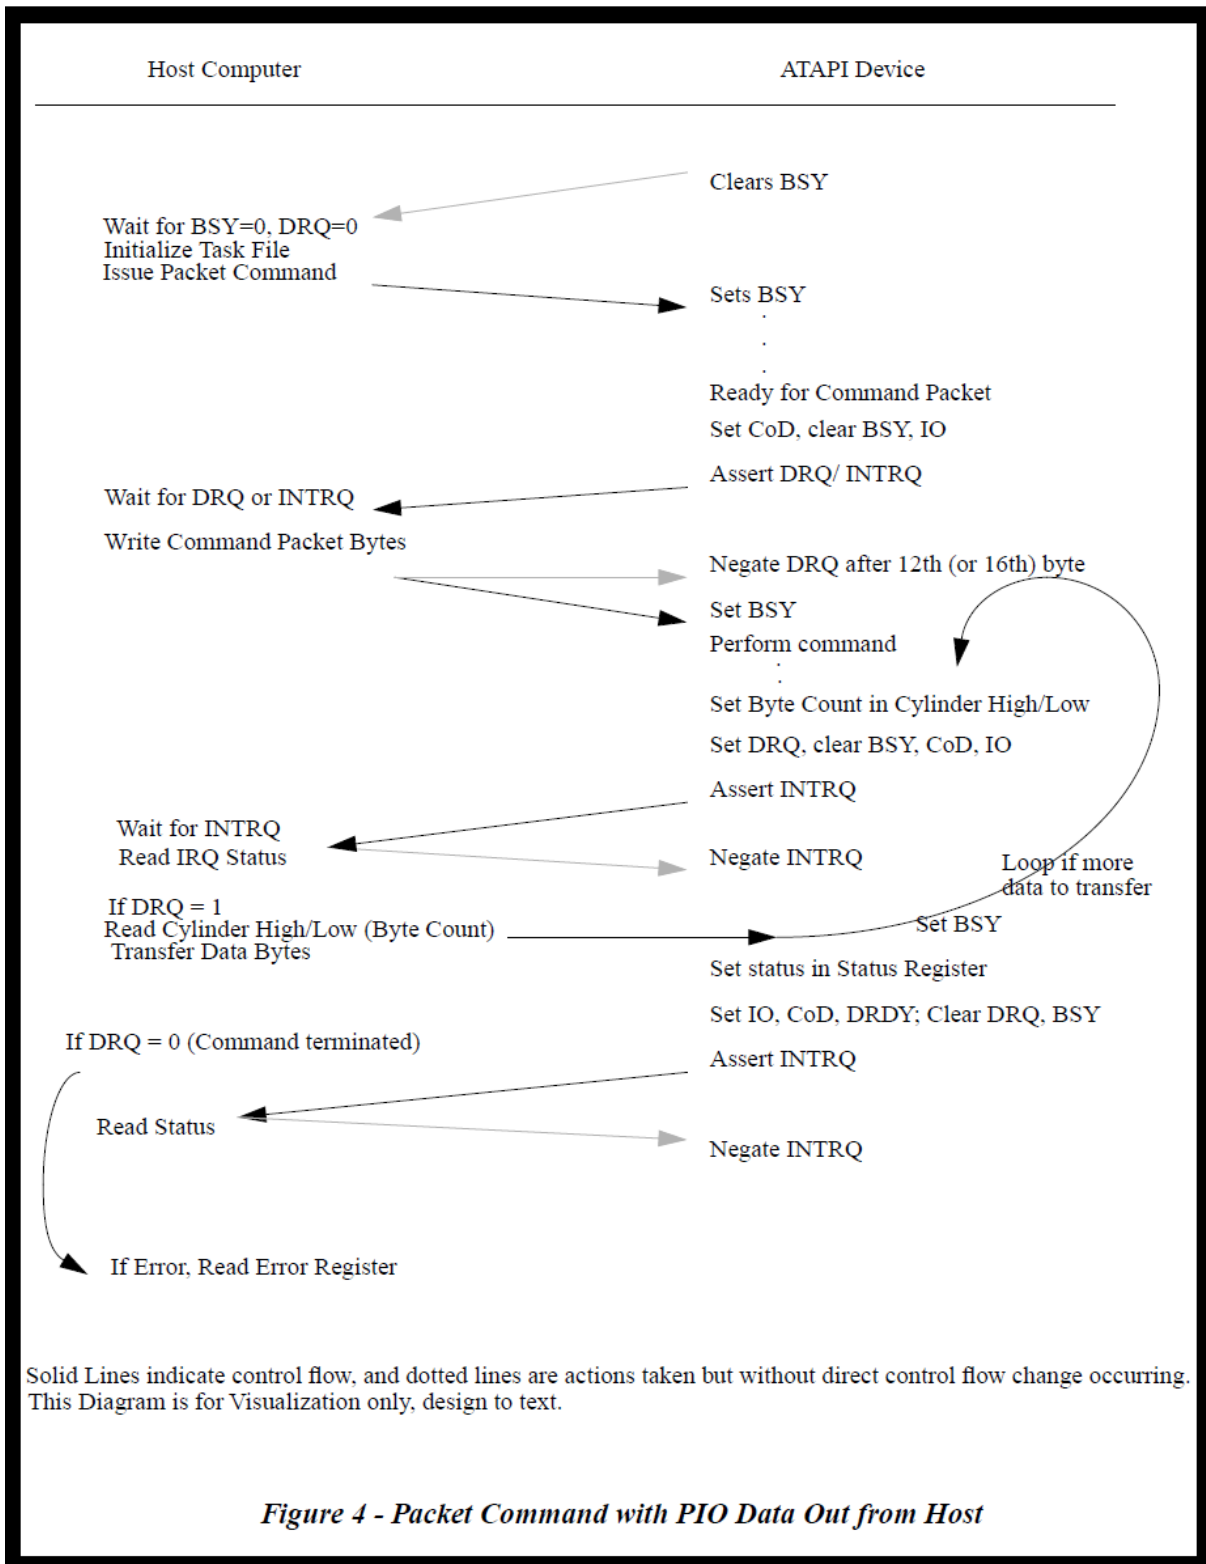 Host Computer
ATAPI Device
Clears BSY
Wait for BSY=0, DRQ=0
Initialize Task File
Issue Packet Command
Sets BSY
.
.
.
Ready for Command Packet
Set CoD, clear BSY, IO
Assert DRQ/ INTRQ
Wait for DRQ or INTRQ
Write Command Packet Bytes
Negate DRQ after 12th (or 16th) byte
Set BSY
Perform command
.
.
Set Byte Count in Cylinder High/Low
Set DRQ, clear BSY, CoD, IO
Assert INTRQ
Wait for INTRQ
Read IRQ Status
Negate INTRQ
Loop if more
data to transfer
If DRQ = 1
Read Cylinder High/Low (Byte Count)
Transfer Data Bytes
Set BSY
Set status in Status Register
Set IO, CoD, DRDY; Clear DRQ, BSY
If DRQ = 0 (Command terminated)
Assert INTRQ
Read Status
Negate INTRQ
If Error, Read Error Register
Solid Lines indicate control flow, and dotted lines are actions taken but without direct control flow change occurring.
This Diagram is for Visualization only, design to text.
Figure 4 - Packet Command with PIO Data Out from Host